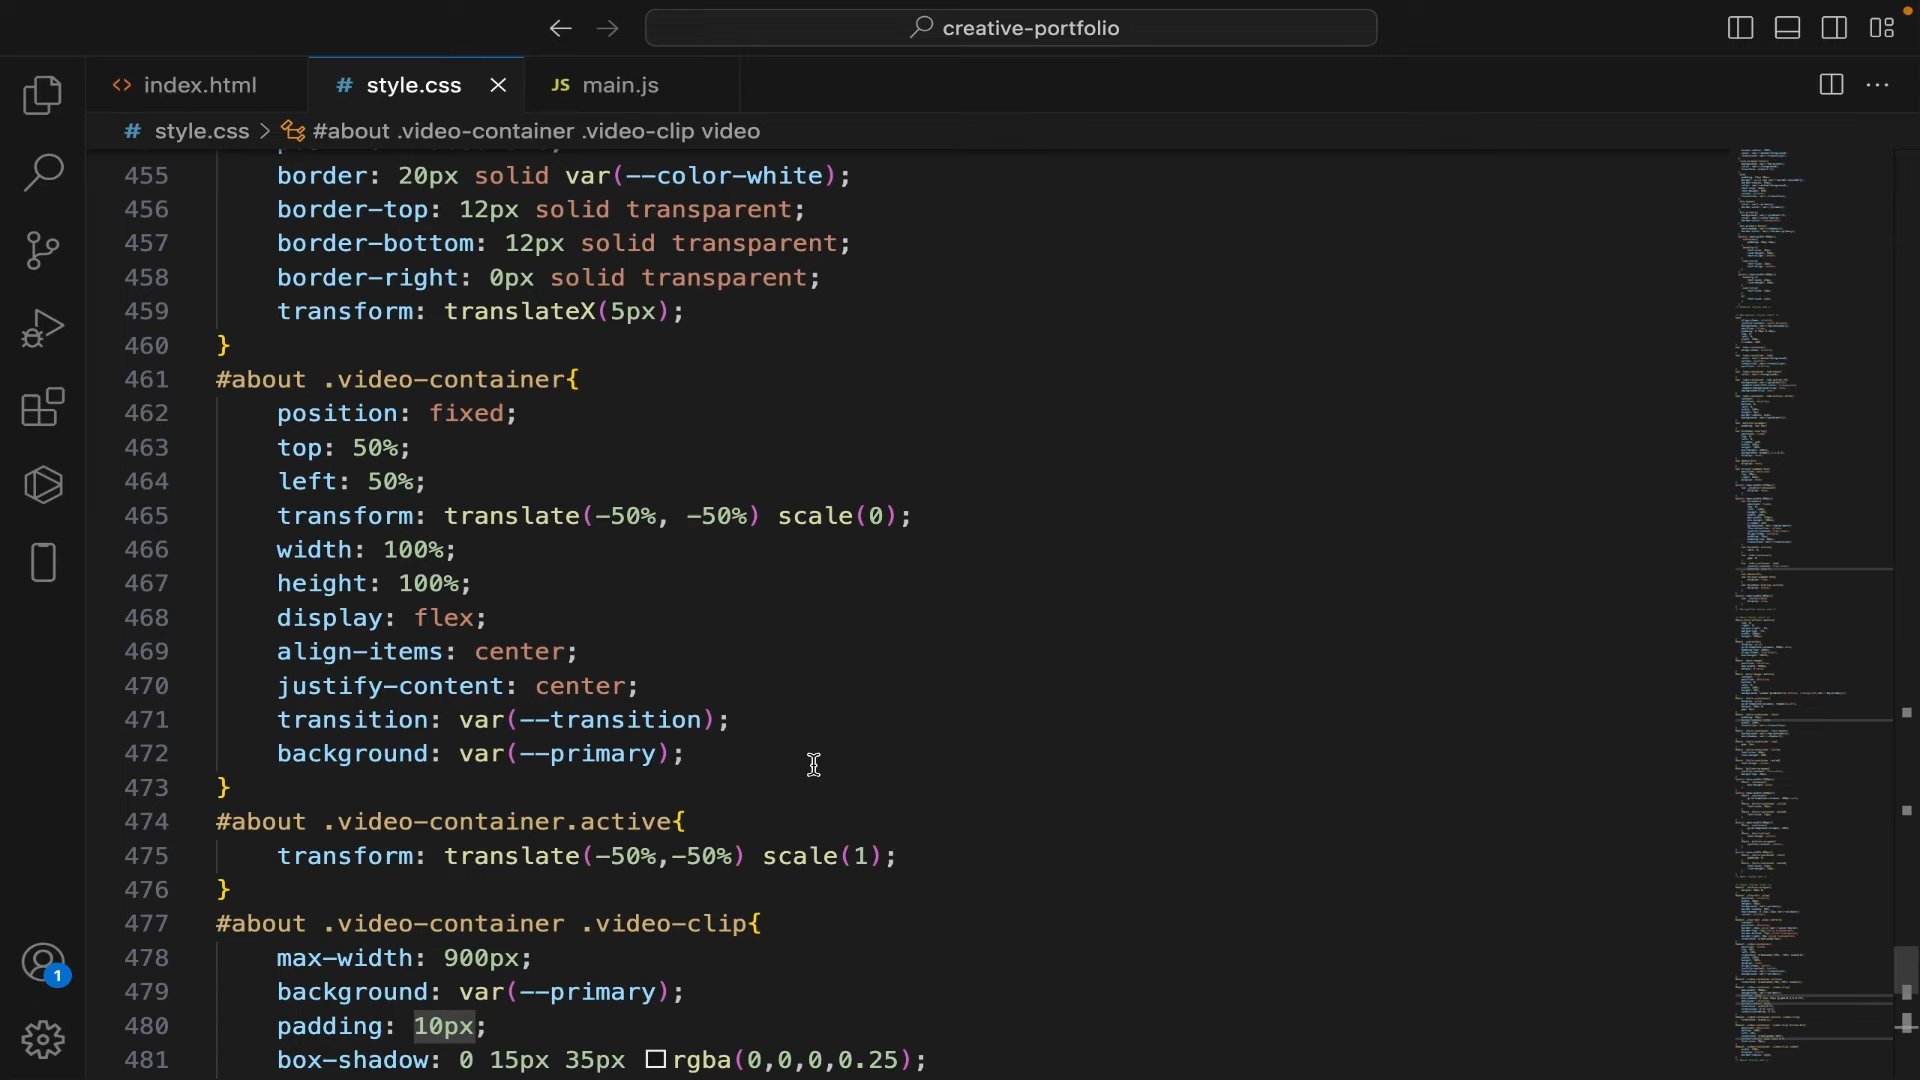 creative-portfolio
index.html
# style.css
JS main.js
# style.css > #about .video-container .video-clip video
455 border: 20px solid var(--color-white);
456 border-top: 12px solid transparent;
457 border-bottom: 12px solid transparent;
458 border-right: 0px solid transparent;
459 transform: translateX(5px);
460 }
461 #about .video-container{
462 position: fixed;
463 top: 50%;
464 left: 50%;
465 transform: translate(-50%, -50%) scale(0);
466 width: 100%;
467 height: 100%;
468 display: flex;
469 align-items: center;
470 justify-content: center;
471 transition: var(--transition);
472 background: var(--primary);
473 }
474 #about .video-container.active{
475 transform: translate(-50%,-50%) scale(1);
476 }
477 #about .video-container .video-clip{
478 max-width: 900px;
479 background: var(--primary);
480 padding: 10px;
481 box-shadow: 0 15px 35px rgba(0,0,0,0.25);
1